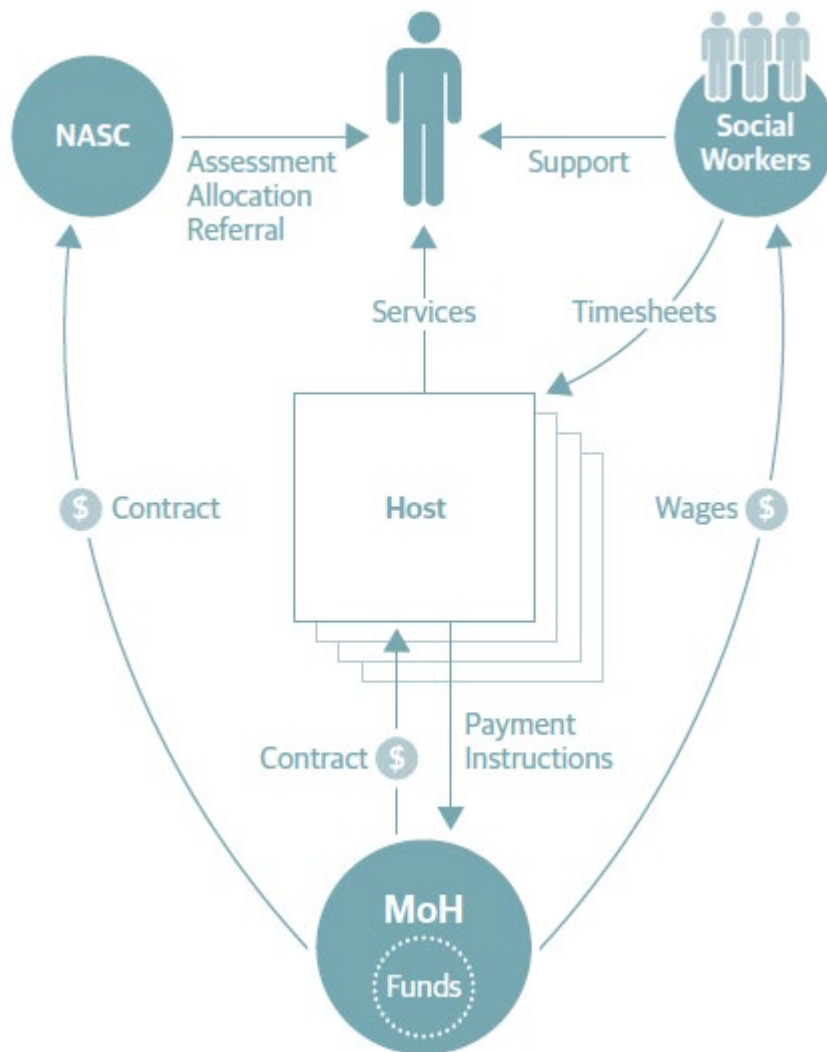 NASC
Social
Workers
Assessment
Allocation
Referral
Support
Services
Timesheets
$ Contract
Host
Wages $
Contract $
Payment
Instructions
MoH
Funds